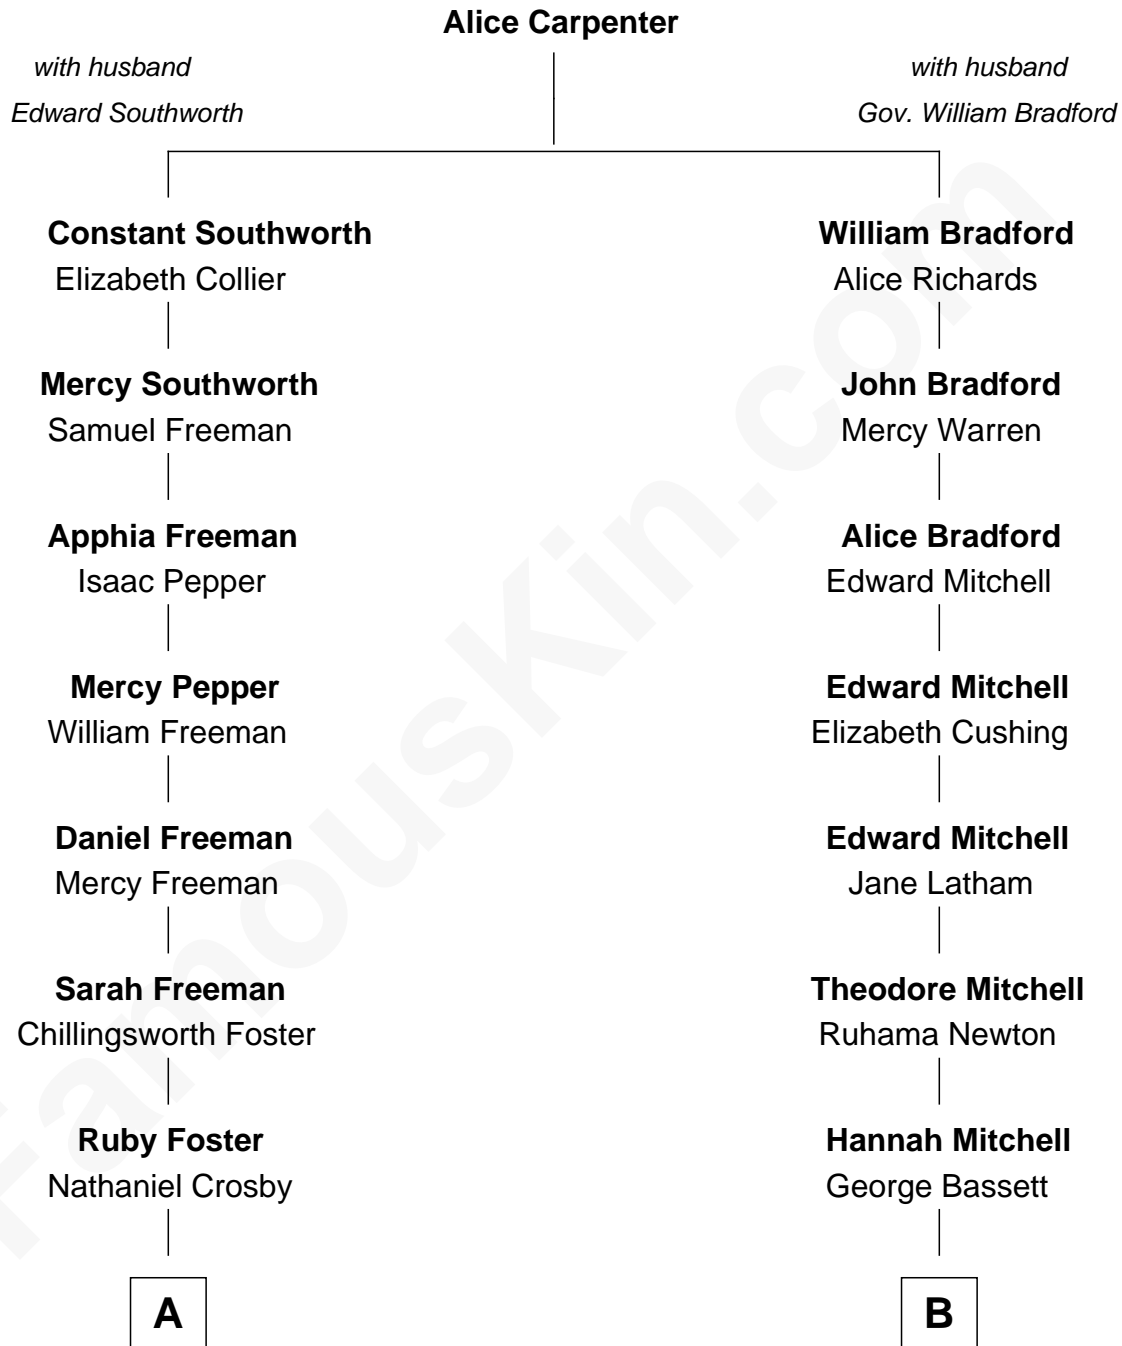 Alice Carpenter
with husband
Edward Southworth
with husband
Gov. William Bradford
Constant Southworth
Elizabeth Collier
William Bradford
Alice Richards
Mercy Southworth
Samuel Freeman
John Bradford
Mercy Warren
Apphia Freeman
Isaac Pepper
Alice Bradford
Edward Mitchell
Mercy Pepper
William Freeman
Edward Mitchell
Elizabeth Cushing
Daniel Freeman
Mercy Freeman
Edward Mitchell
Jane Latham
Sarah Freeman
Chillingsworth Foster
Theodore Mitchell
Ruhama Newton
Ruby Foster
Nathaniel Crosby
Hannah Mitchell
George Bassett
A
B
FamousKin.com